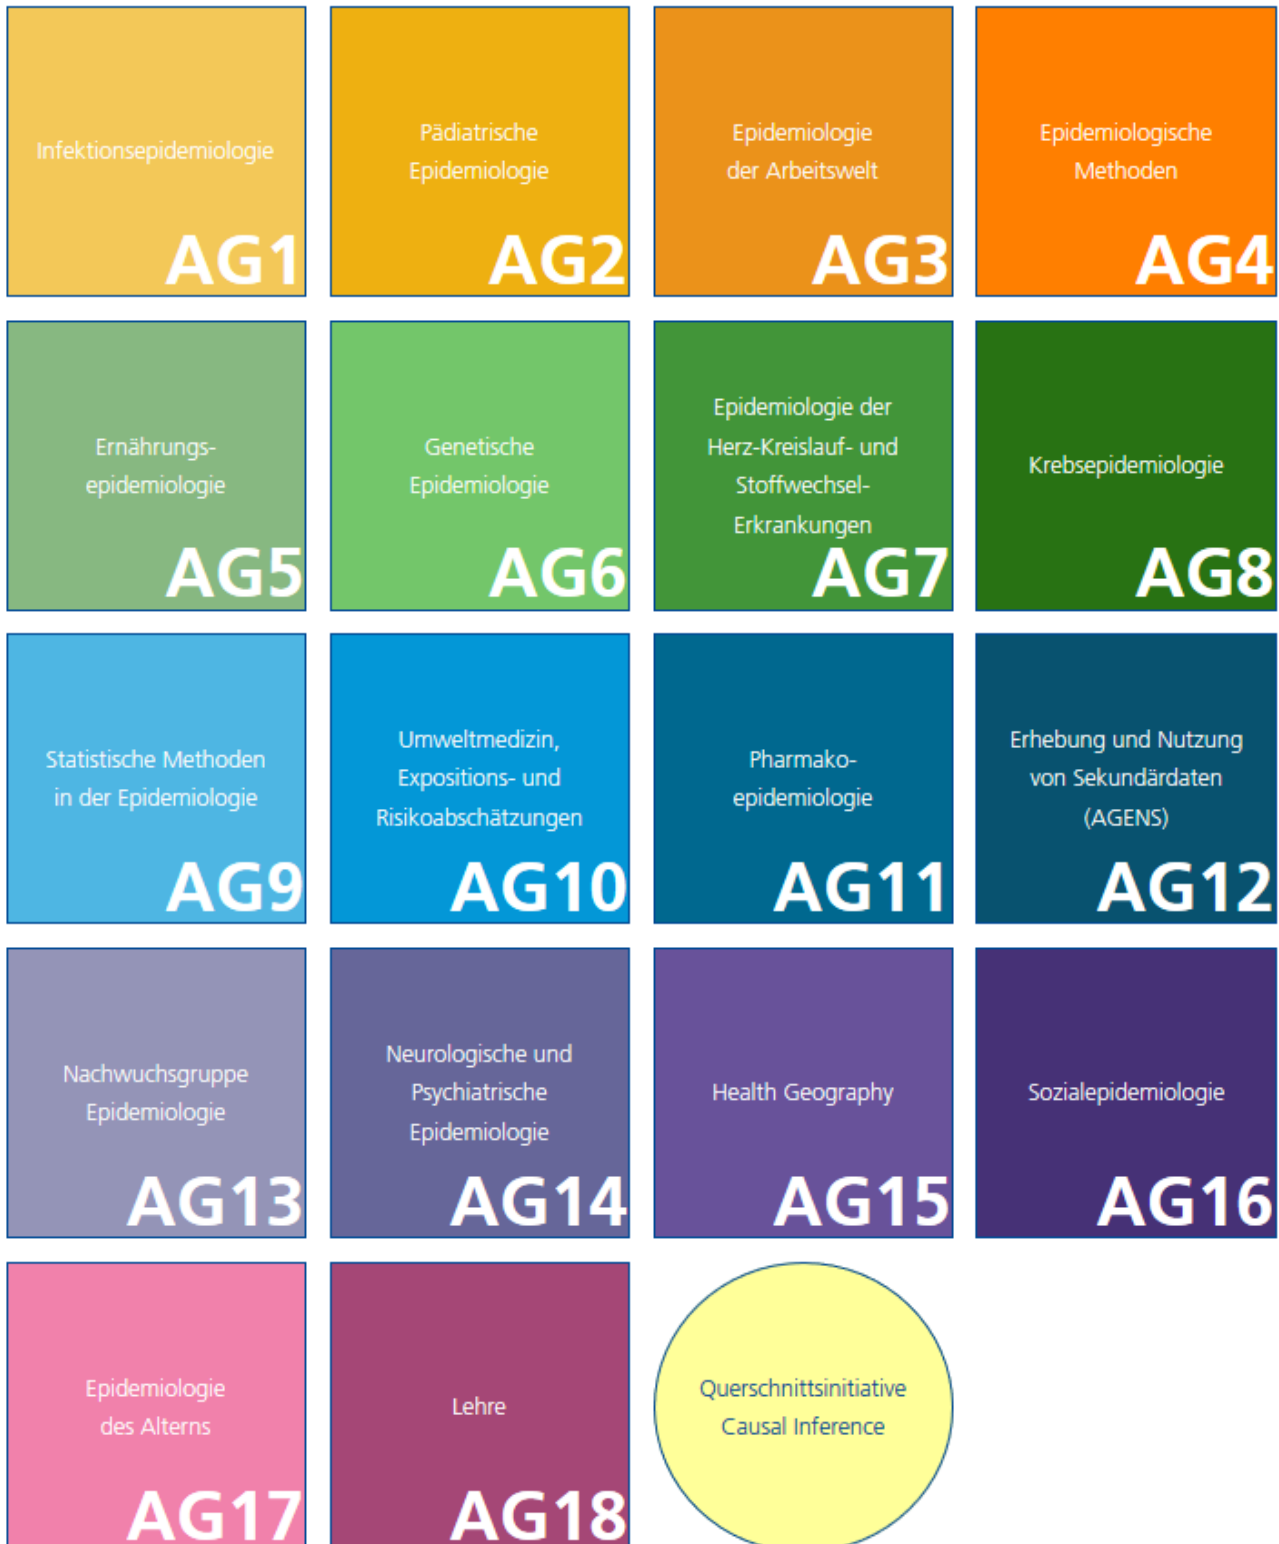 Infektionsepidemiologie
AG1
Pädiatrische
Epidemiologie
AG2
Epidemiologie
der Arbeitswelt
AG3
Epidemiologische
Methoden
AG4
Ernährungs-
epidemiologie
AG5
Genetische
Epidemiologie
AG6
Epidemiologie der
Herz-Kreislauf- und
Stoffwechsel-
Erkrankungen
AG7
Krebsepidemiologie
AG8
Statistische Methoden
in der Epidemiologie
AG9
Umweltmedizin,
Expositions- und
Risikoabschätzungen
AG10
Pharmako-
epidemiologie
AG11
Erhebung und Nutzung
von Sekundärdaten
(AGENS)
AG12
Nachwuchsgruppe
Epidemiologie
AG13
Neurologische und
Psychiatrische
Epidemiologie
AG14
Health Geography
AG15
Sozialepidemiologie
AG16
Epidemiologie
des Alterns
AG17
Lehre
AG18
Querschnittsinitiative
Causal Inference